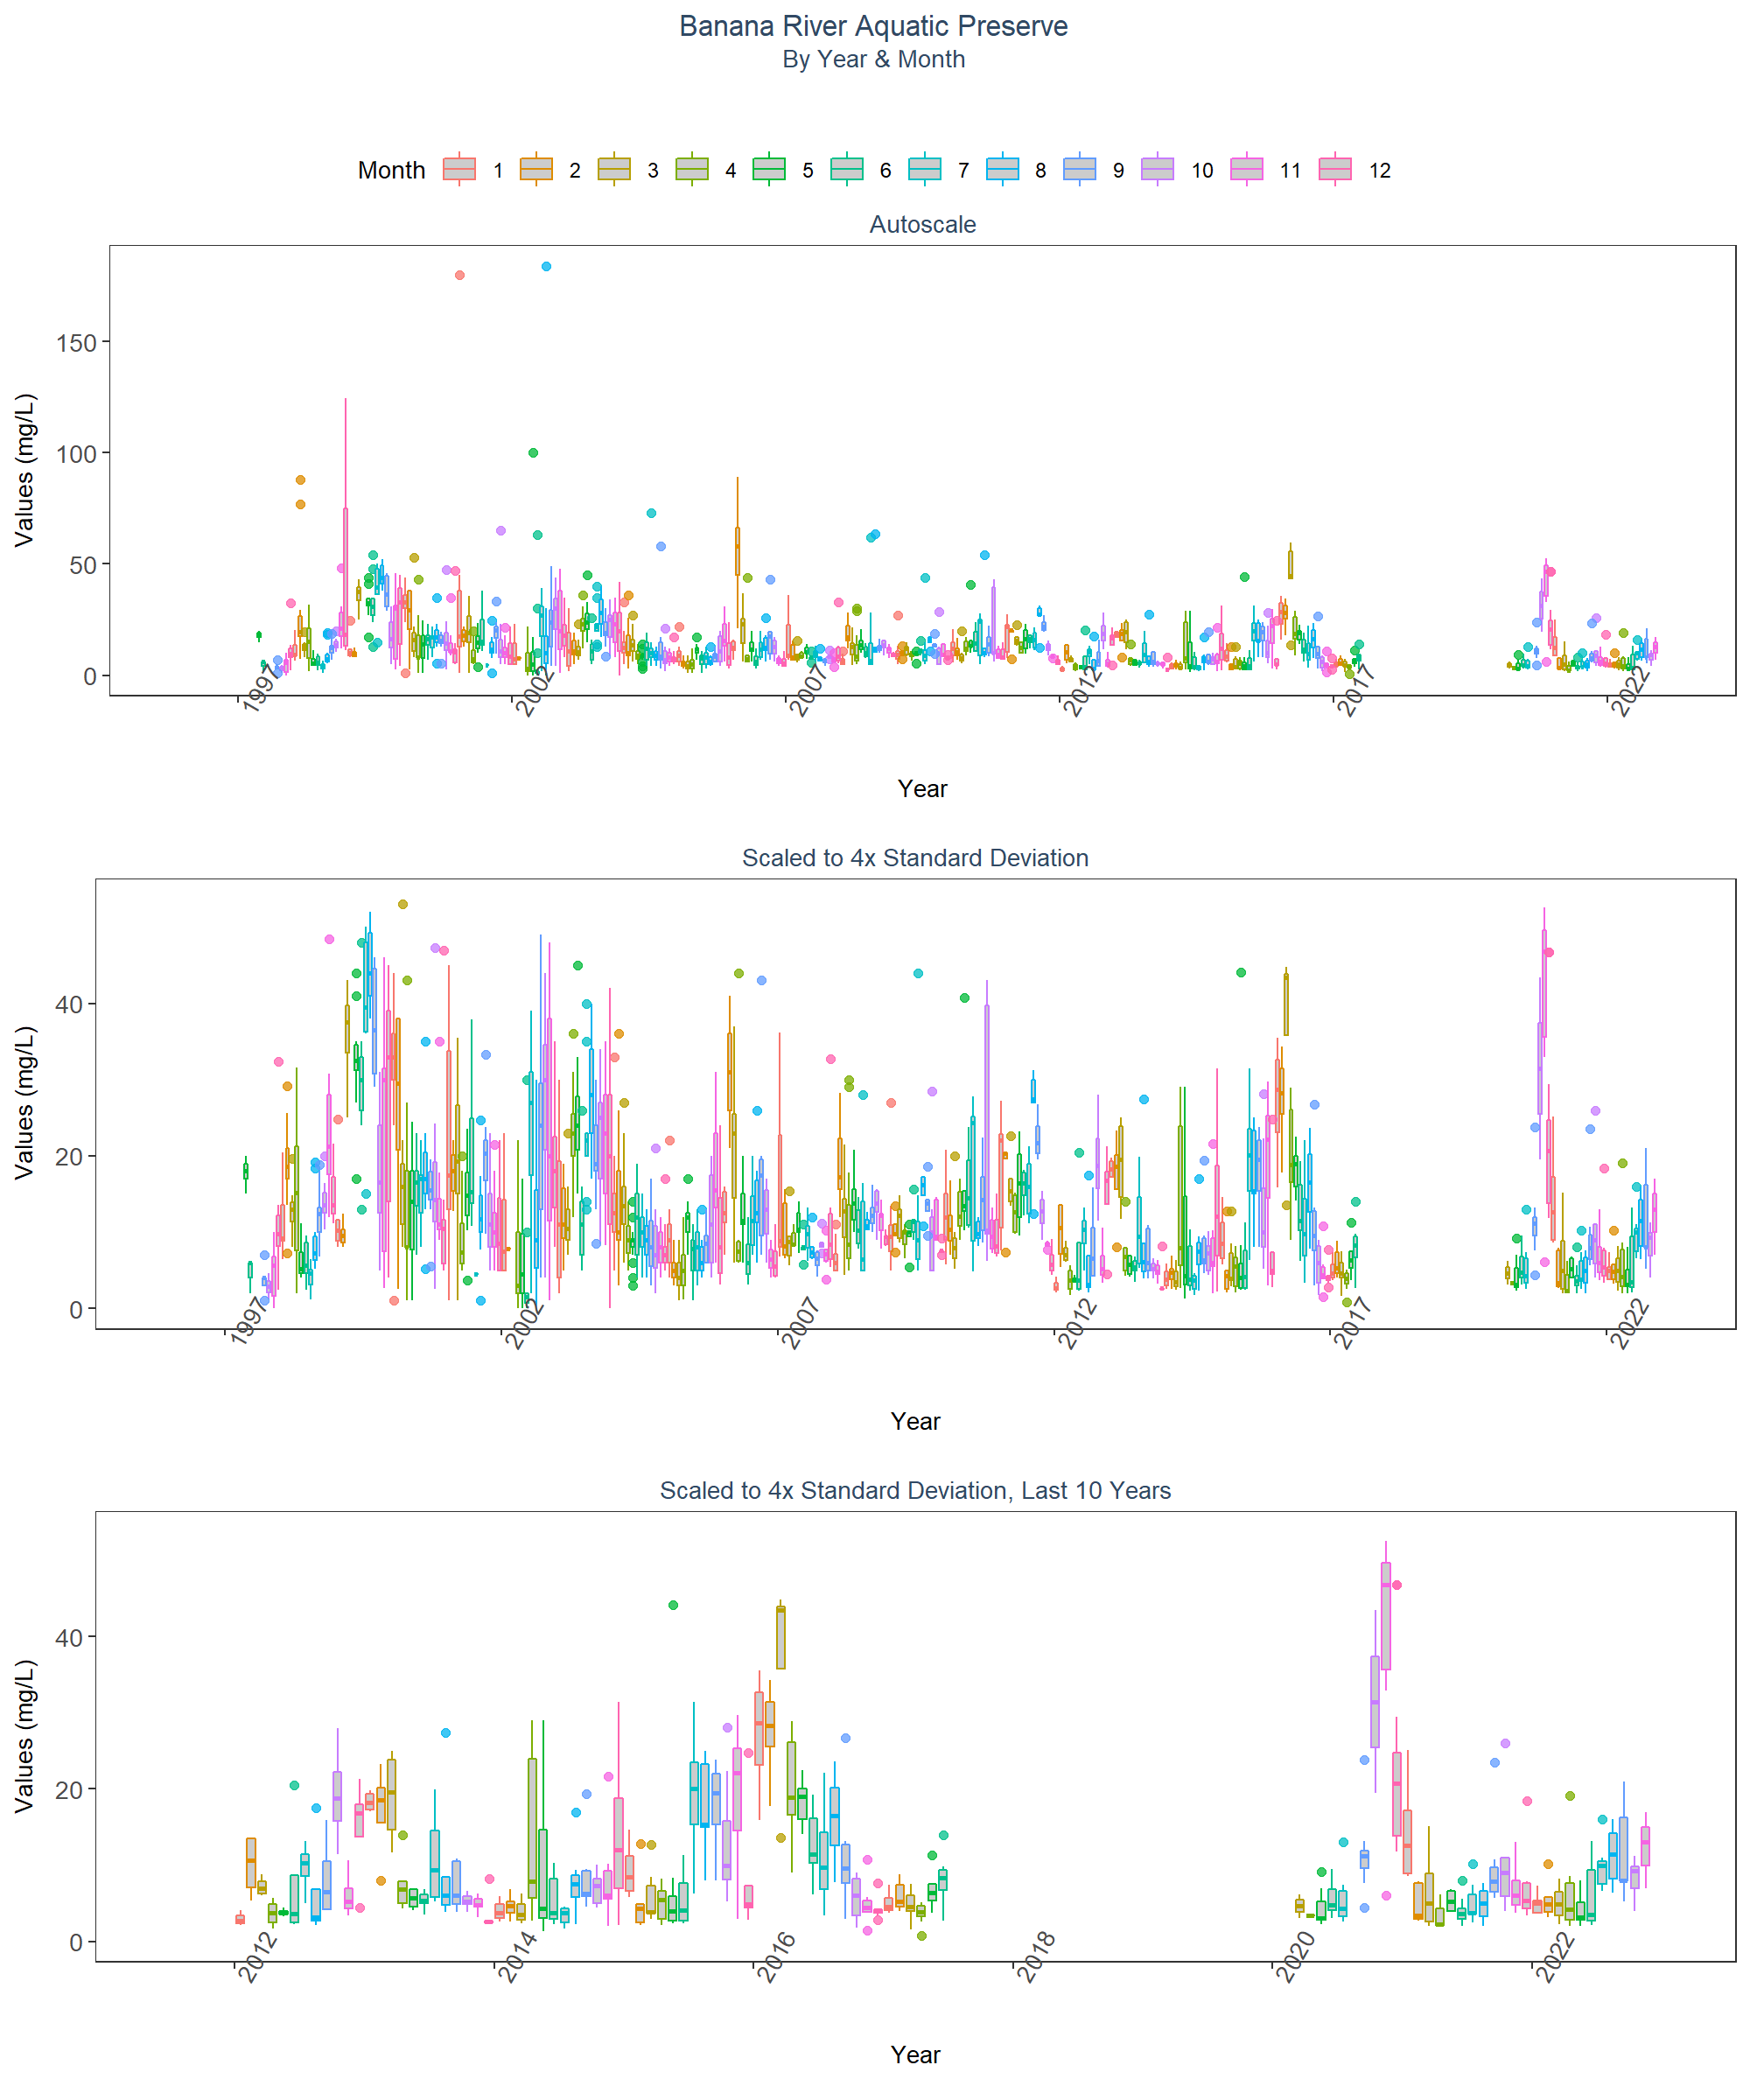 Banana River Aquatic Preserve
By Year & Month
Month 1 2 3 4 5 6 7 8 9 10 11 12
Autoscale
Values (mg/L)
150
100
50
0
1997 2002 2007 2012 2017 2022
Year
Scaled to 4x Standard Deviation
Values (mg/L)
40
20
0
1997 2002 2007 2012 2017 2022
Year
Scaled to 4x Standard Deviation, Last 10 Years
Values (mg/L)
40
20
0
2012 2014 2016 2018 2020 2022
Year